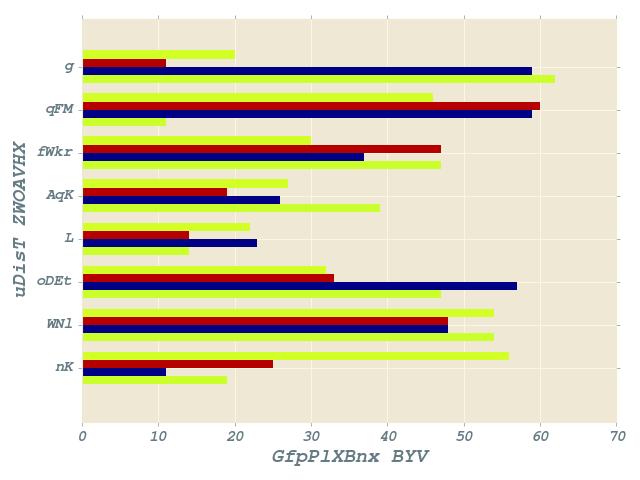 g
qFM
fWkr
AqK
L
oDEt
WNl
nK
uDisT ZWOAVHX
0 10 20 30 40 50 60 70
GfpPlXBnx BYV